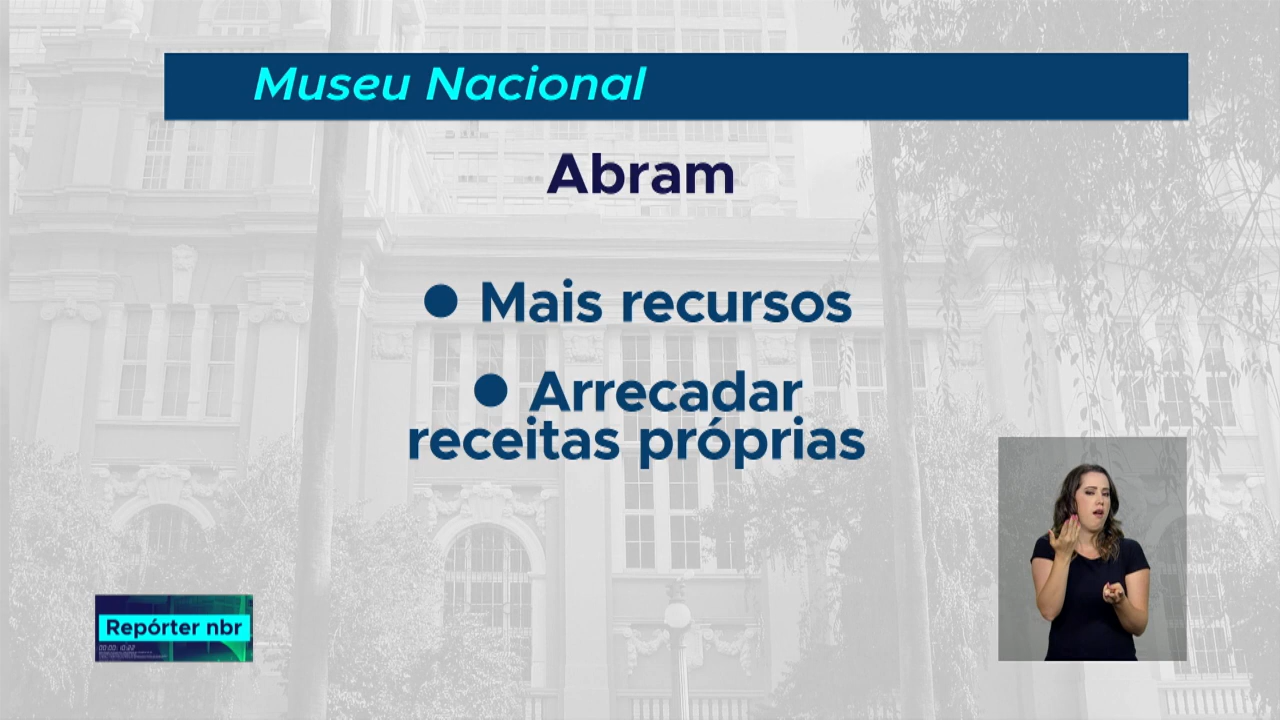 Museu Nacional
Abram
● Mais recursos
● Arrecadar
receitas próprias
Repórter nbr